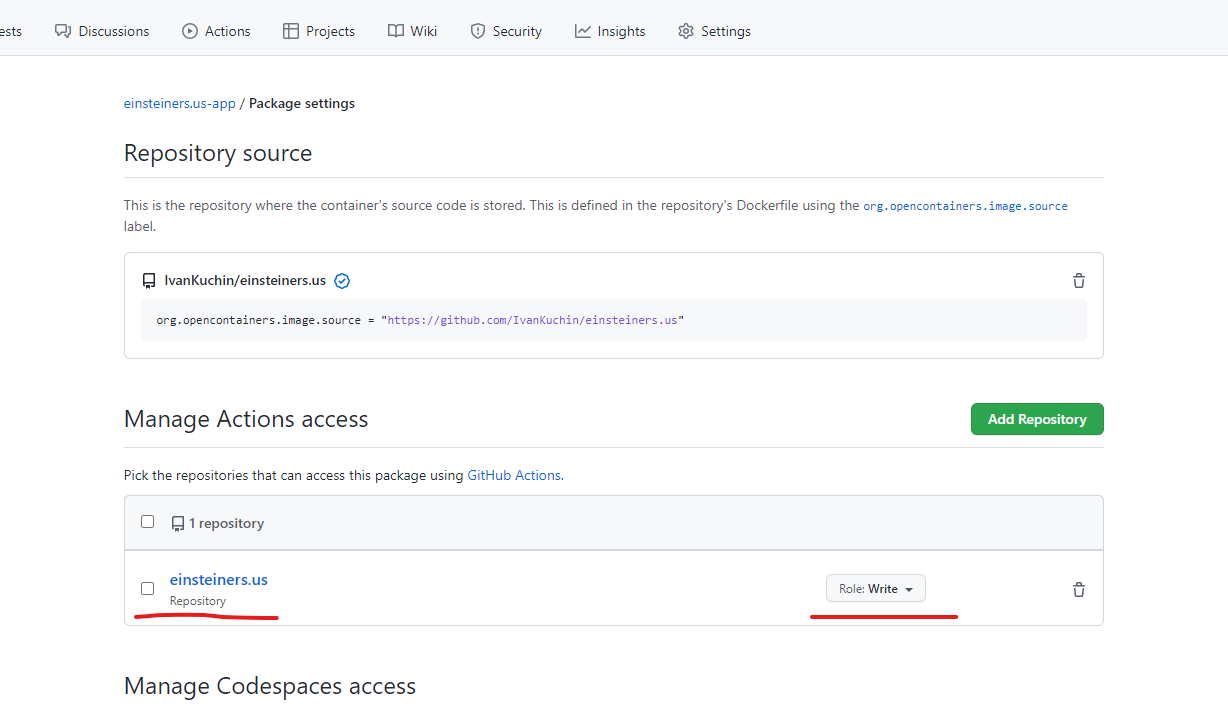 ests Discussions Actions Projects Wiki Security Insights Settings
einsteiners.us-app / Package settings
Repository source
This is the repository where the container's source code is stored. This is defined in the repository's Dockerfile using the org.opencontainers.image.source
label.
IvanKuchin/einsteiners.us
org.opencontainers.image.source = "https://github.com/IvanKuchin/einsteiners.us"
Manage Actions access
Add Repository
Pick the repositories that can access this package using GitHub Actions.
1 repository
einsteiners.us
Repository
Role: Write
Manage Codespaces access